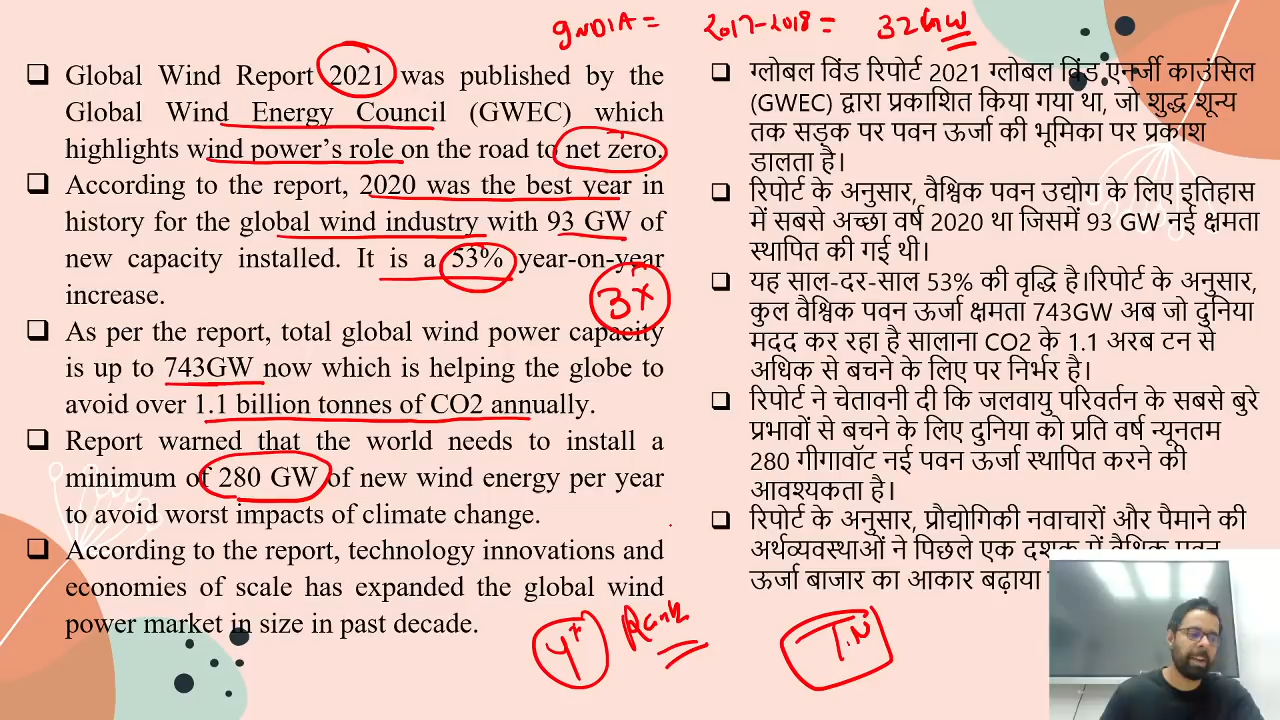 INDIA = 2017-2018 = 32GW
❑ Global Wind Report 2021 was published by the
Global Wind Energy Council (GWEC) which
highlights wind power's role on the road to net zero.
❑ According to the report, 2020 was the best year in
history for the global wind industry with 93 GW of
new capacity installed. It is a 53% year-on-year
increase.
3x
❑ As per the report, total global wind power capacity
is up to 743GW now which is helping the globe to
avoid over 1.1 billion tonnes of CO2 annually.
❑ Report warned that the world needs to install a
minimum of 280 GW of new wind energy per year
to avoid worst impacts of climate change.
❑ According to the report, technology innovations and
economies of scale has expanded the global wind
power market in size in past decade.
❑ ग्लोबल विंड रिपोर्ट 2021 ग्लोबल विंड एनर्जी काउंसिल
(GWEC) द्वारा प्रकाशित किया गया था, जो शुद्ध शून्य
तक सड़क पर पवन ऊर्जा की भूमिका पर प्रकाश
डालता है।
❑ रिपोर्ट के अनुसार, वैश्विक पवन उद्योग के लिए इतिहास
में सबसे अच्छा वर्ष 2020 था जिसमें 93 GW नई क्षमता
स्थापित की गई थी।
❑ यह साल-दर-साल 53% की वृद्धि है।रिपोर्ट के अनुसार,
कुल वैश्विक पवन ऊर्जा क्षमता 743GW अब जो दुनिया
मदद कर रहा है सालाना CO2 के 1.1 अरब टन से
अधिक से बचने के लिए पर निर्भर है।
❑ रिपोर्ट ने चेतावनी दी कि जलवायु परिवर्तन के सबसे बुरे
प्रभावों से बचने के लिए दुनिया को प्रति वर्ष न्यूनतम
280 गीगावॉट नई पवन ऊर्जा स्थापित करने की
आवश्यकता है।
❑ रिपोर्ट के अनुसार, प्रौद्योगिकी नवाचारों और पैमाने की
अर्थव्यवस्थाओं ने पिछले एक दशक में वैश्विक पवन
ऊर्जा बाजार का आकार बढ़ाया
4th Rank T.N